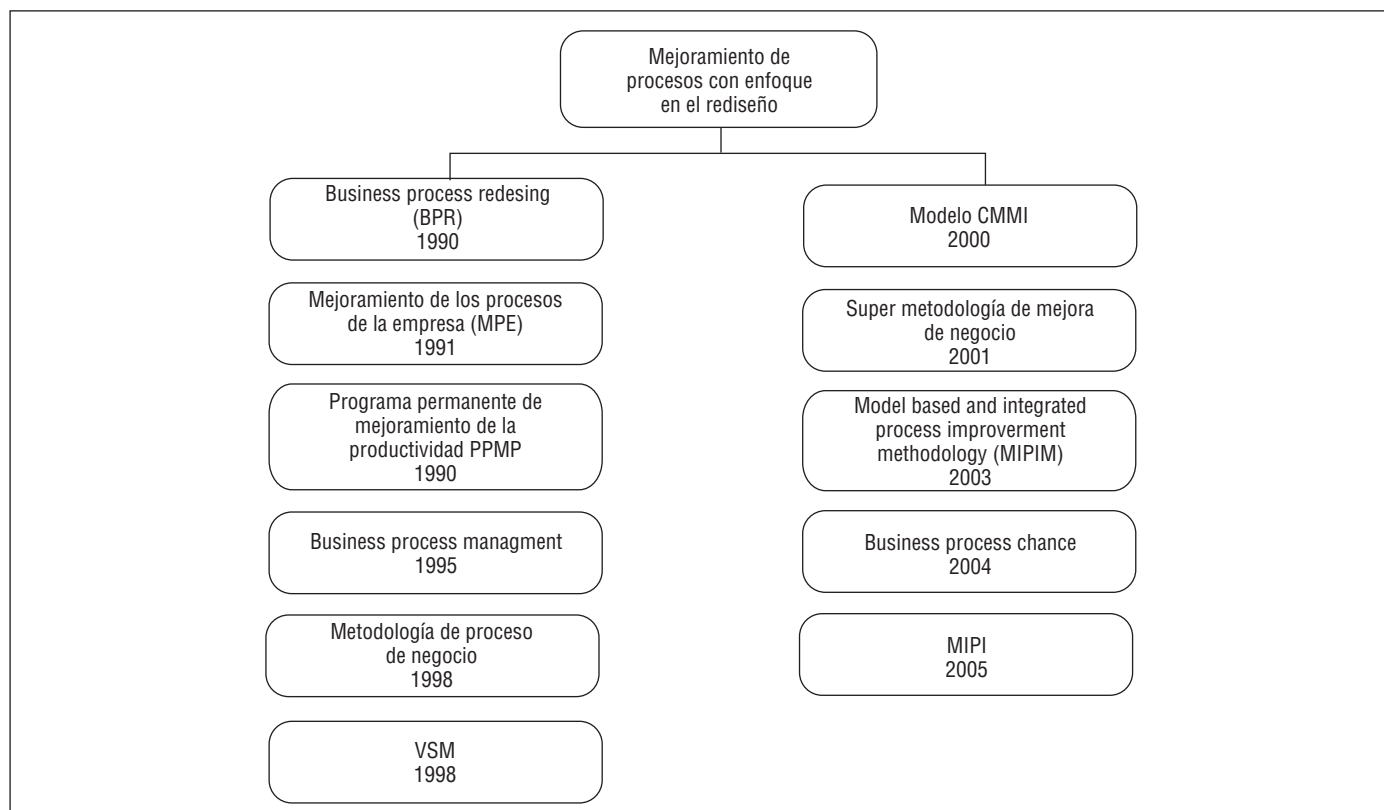 Mejoramiento de
procesos con enfoque
en el rediseño
Business process redesing
(BPR)
1990
Mejoramiento de los procesos
de la empresa (MPE)
1991
Programa permanente de
mejoramiento de la
productividad PPMP
1990
Business process managment
1995
Metodología de proceso
de negocio
1998
VSM
1998
Modelo CMMI
2000
Super metodología de mejora
de negocio
2001
Model based and integrated
process improverment
methodology (MIPIM)
2003
Business process chance
2004
MIPI
2005